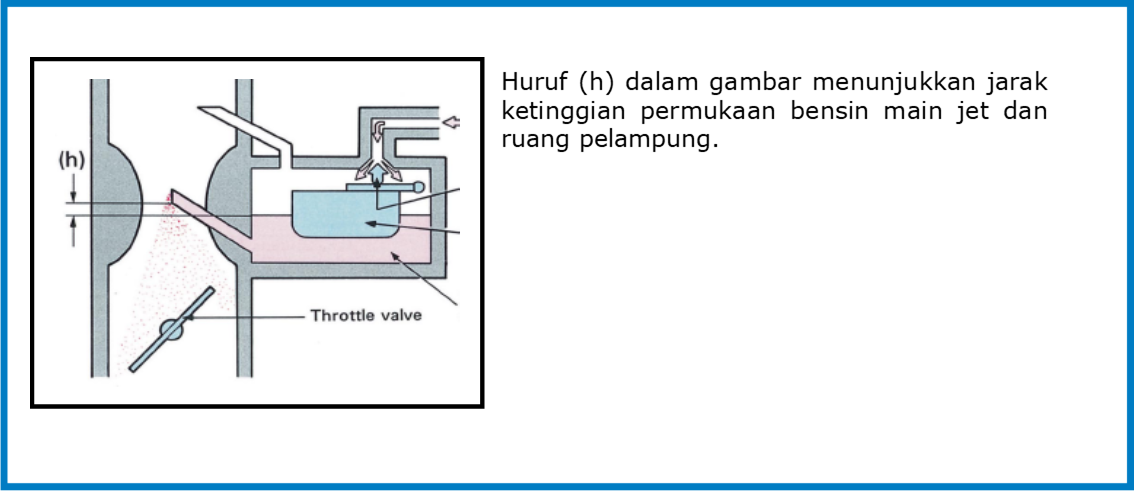 Huruf (h) dalam gambar menunjukkan jarak
ketinggian permukaan bensin main jet dan
ruang pelampung.
(h)
Throttle valve